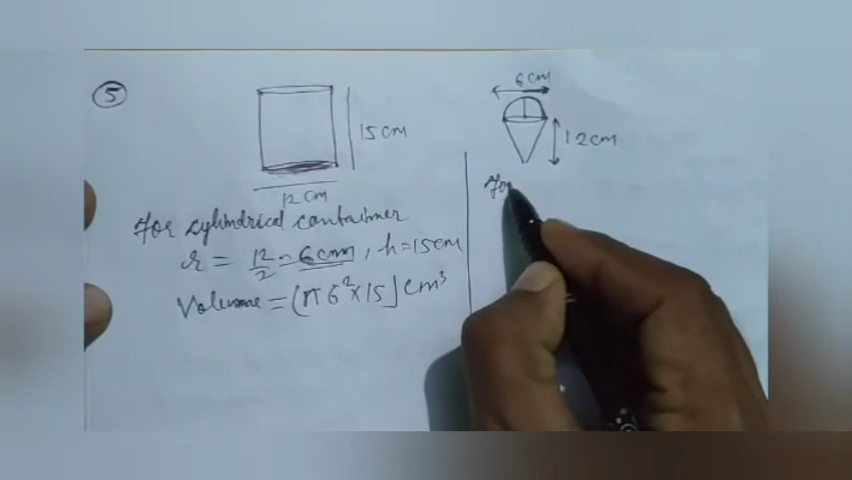 5
15 cm
12 cm
6 cm
12 cm
For cylindrical container
r = 12/2 = 6 cm, h = 15 cm
Volume = (π 6² × 15) cm³
For